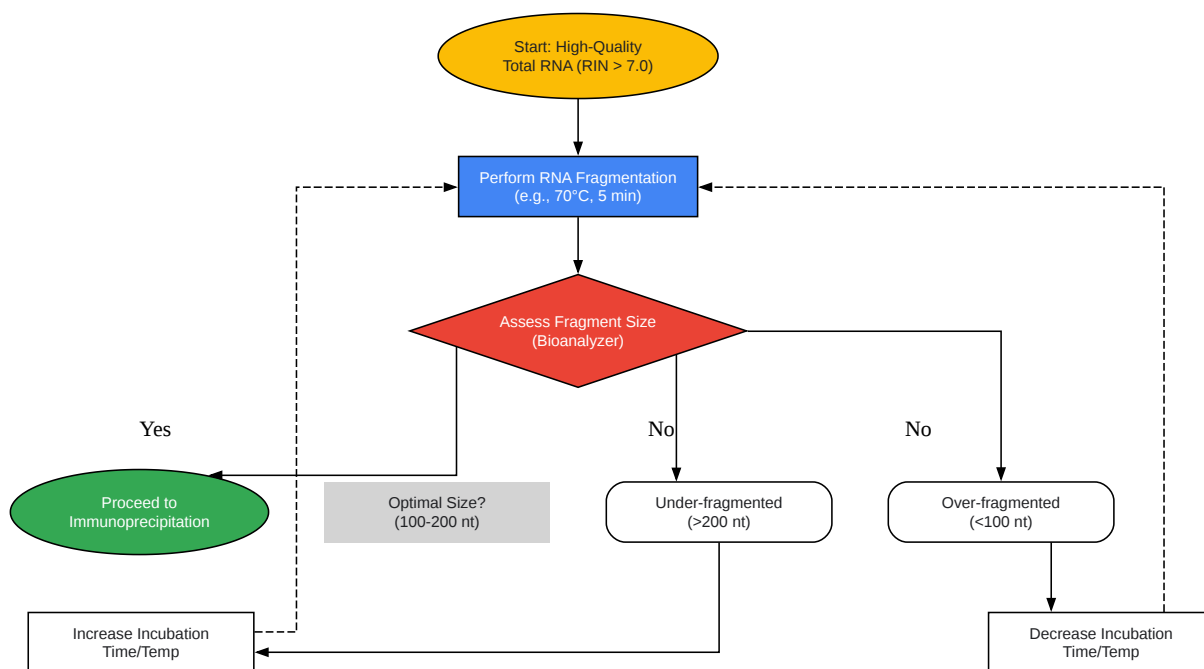 Start: High-Quality
Total RNA (RIN > 7.0)
Perform RNA Fragmentation
(e.g., 70°C, 5 min)
Assess Fragment Size
(Bioanalyzer)
Yes
No
No
Proceed to
Immunoprecipitation
Optimal Size?
(100-200 nt)
Under-fragmented
(>200 nt)
Over-fragmented
(<100 nt)
Increase Incubation
Time/Temp
Decrease Incubation
Time/Temp